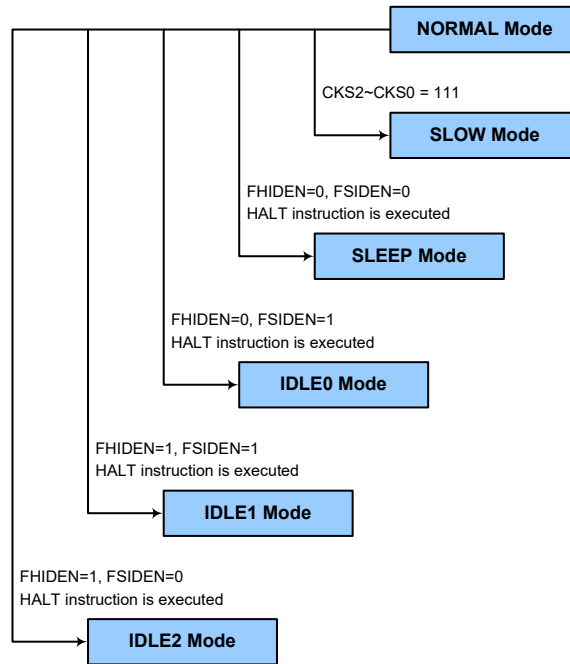 NORMAL Mode
CKS2~CKS0 = 111
SLOW Mode
FHIDEN=0, FSIDEN=0
HALT instruction is executed
SLEEP Mode
FHIDEN=0, FSIDEN=1
HALT instruction is executed
IDLE0 Mode
FHIDEN=1, FSIDEN=1
HALT instruction is executed
IDLE1 Mode
FHIDEN=1, FSIDEN=0
HALT instruction is executed
IDLE2 Mode